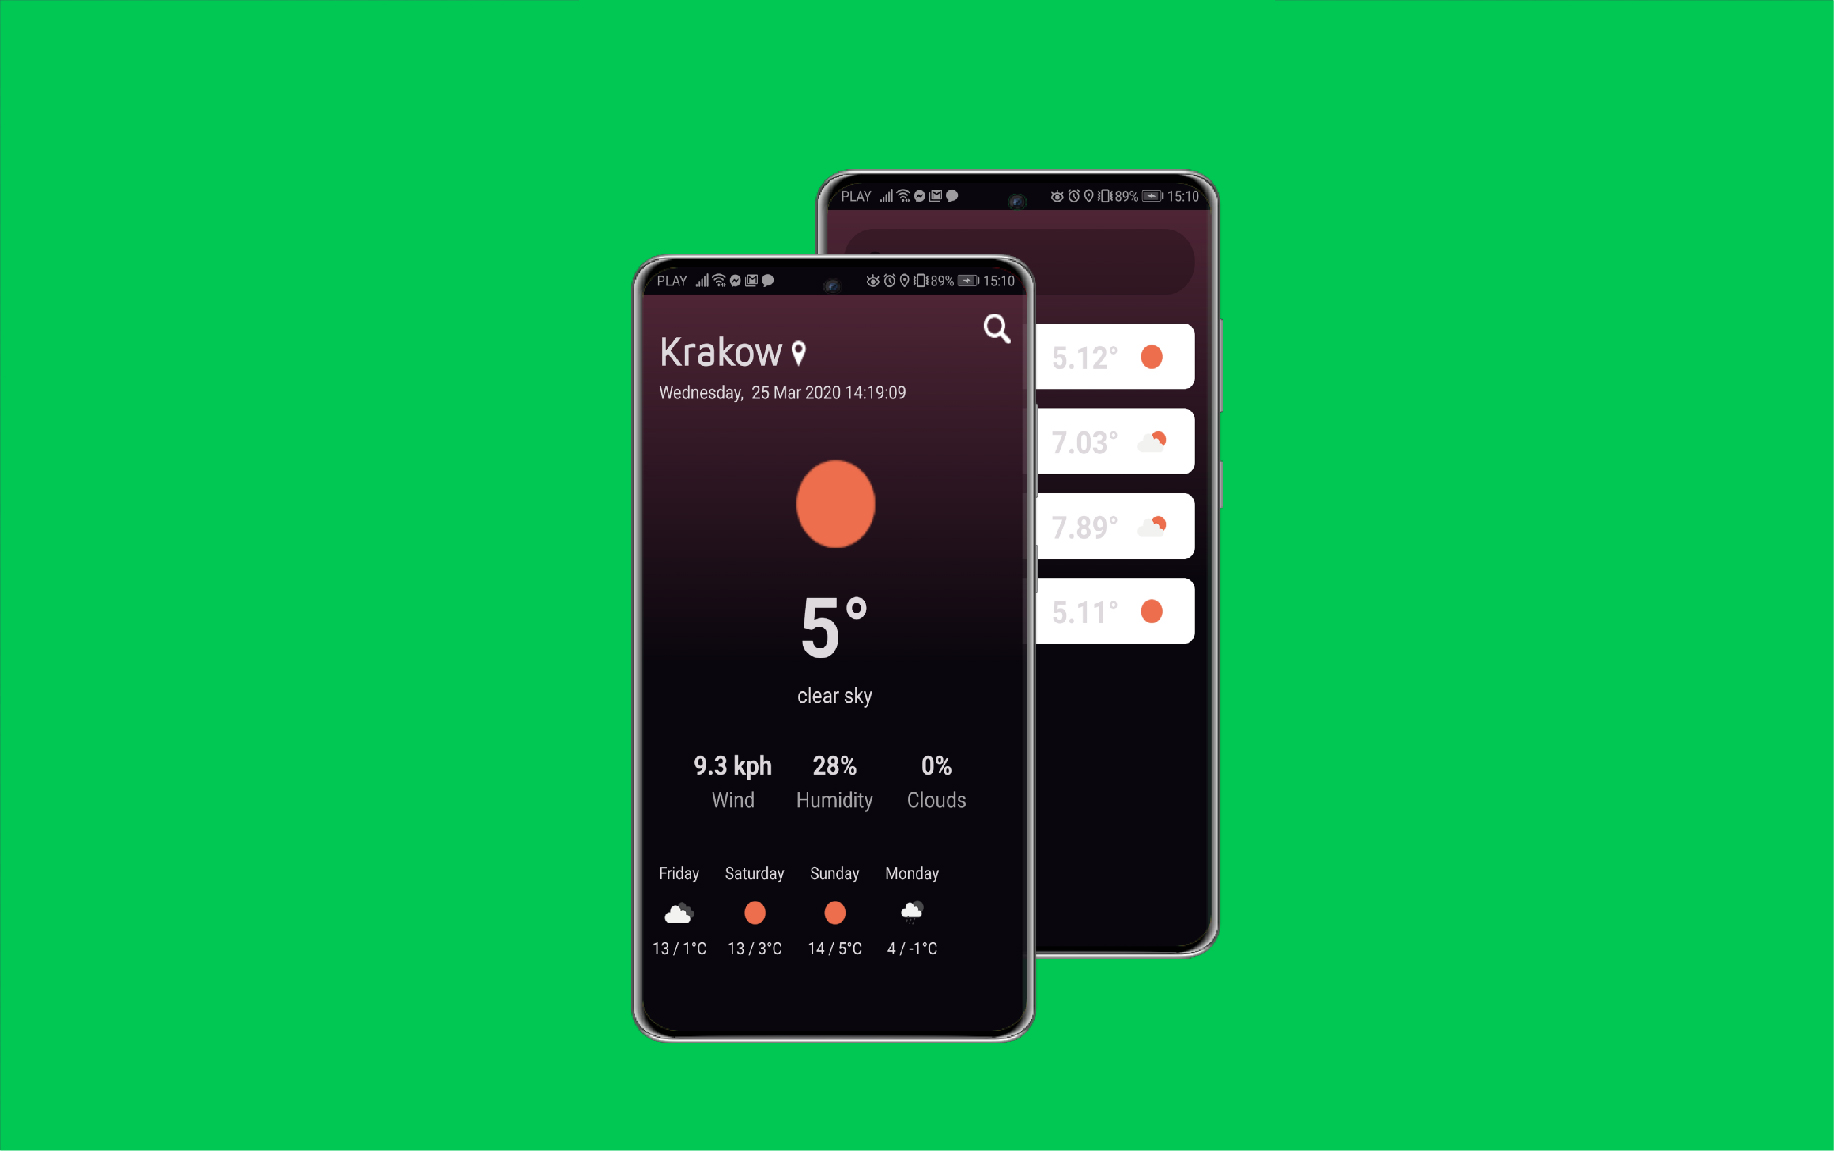 PLAY 89% 15:10
5.12°
7.03°
7.89°
5.11°
PLAY 89% 15:10
Krakow
Wednesday, 25 Mar 2020 14:19:09
5°
clear sky
9.3 kph 28% 0%
Wind Humidity Clouds
Friday Saturday Sunday Monday
13 / 1°C 13 / 3°C 14 / 5°C 4 / -1°C